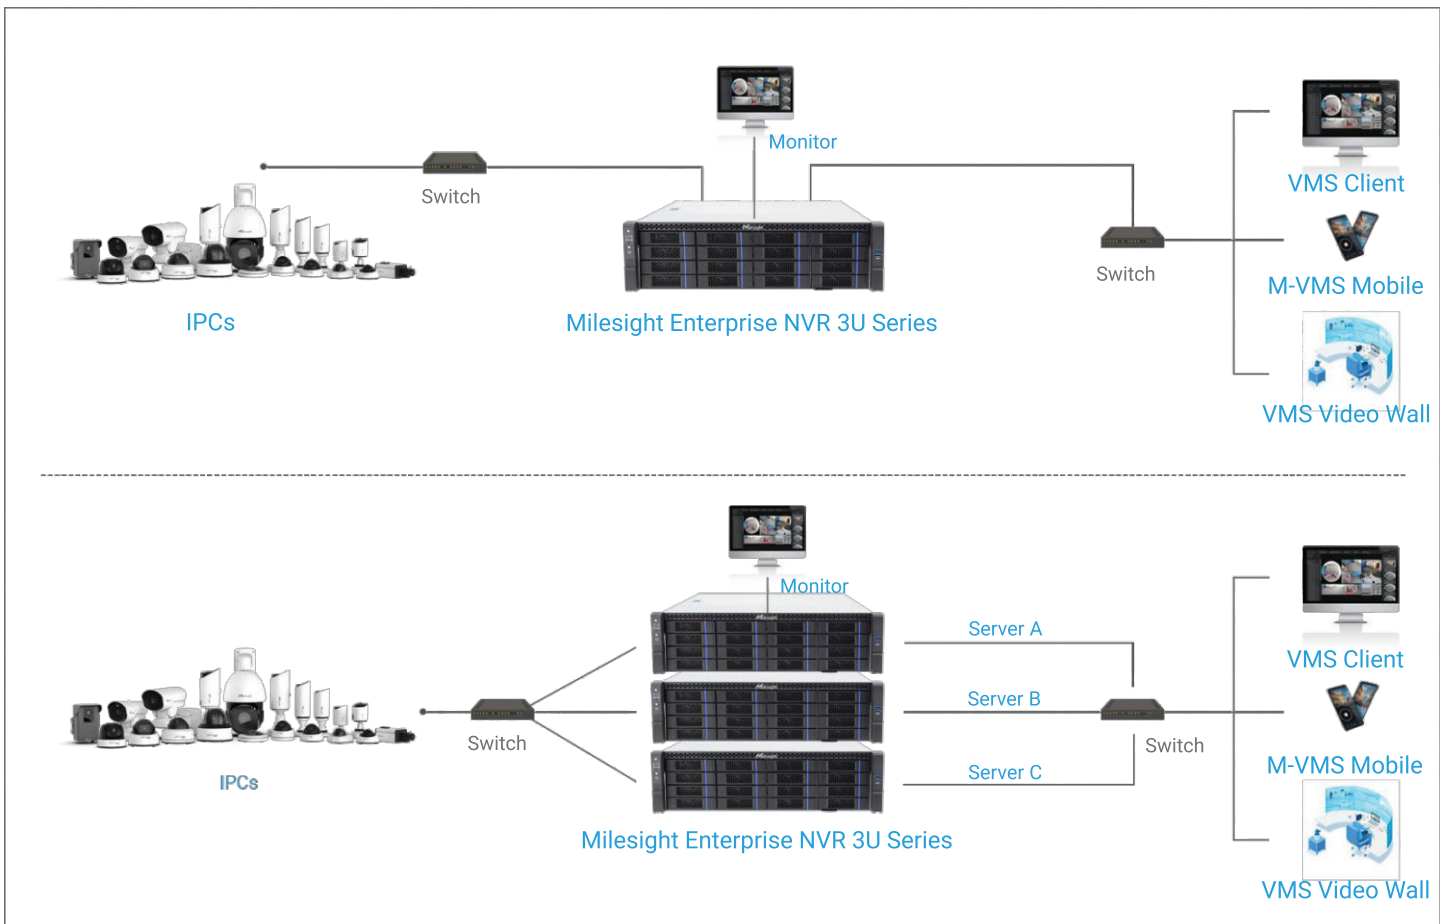 Monitor
Switch
VMS Client
Switch
M-VMS Mobile
IPCs
Milesight Enterprise NVR 3U Series
VMS Video Wall
Monitor
Server A
VMS Client
Server B
Switch
Switch
M-VMS Mobile
IPCs
Server C
Milesight Enterprise NVR 3U Series
VMS Video Wall